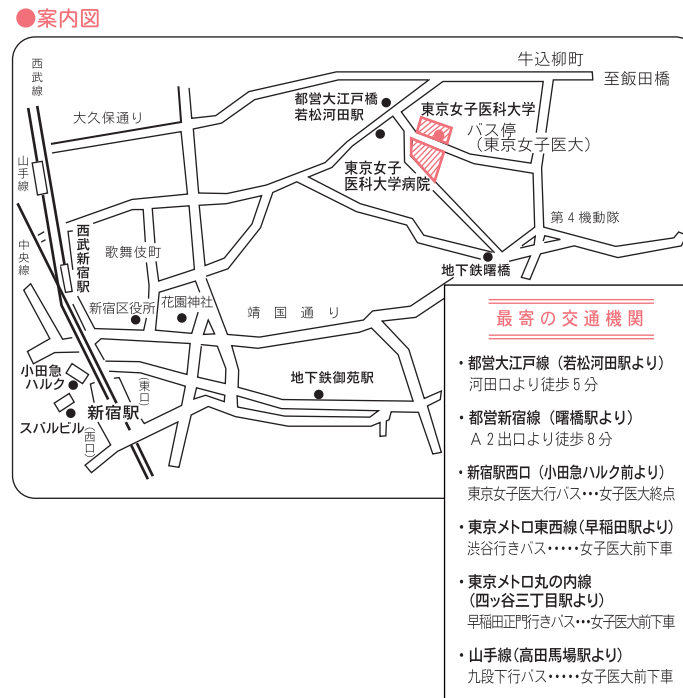 ●案内図
西武線
大久保通り
山手線
中央線
西武新宿駅
歌舞伎町
新宿区役所
花園神社
小田急
ハルク
スバルビル
新宿駅
(西口)
(東口)
靖国通り
地下鉄御苑駅
都営大江戸橋
若松河田駅
東京女子
医科大学病院
牛込柳町
至飯田橋
東京女子医科大学
バス停
(東京女子医大)
第4機動隊
地下鉄曙橋
最寄の交通機関
・都営大江戸線(若松河田駅より)
河田口より徒歩5分
・都営新宿線(曙橋駅より)
A2出口より徒歩8分
・新宿駅西口(小田急ハルク前より)
東京女子医大行バス・・・女子医大終点
・東京メトロ東西線(早稲田駅より)
渋谷行きバス・・・・・女子医大前下車
・東京メトロ丸の内線
(四ッ谷三丁目駅より)
早稲田正門行きバス・・・女子医大前下車
・山手線(高田馬場駅より)
九段下行バス・・・・・女子医大前下車